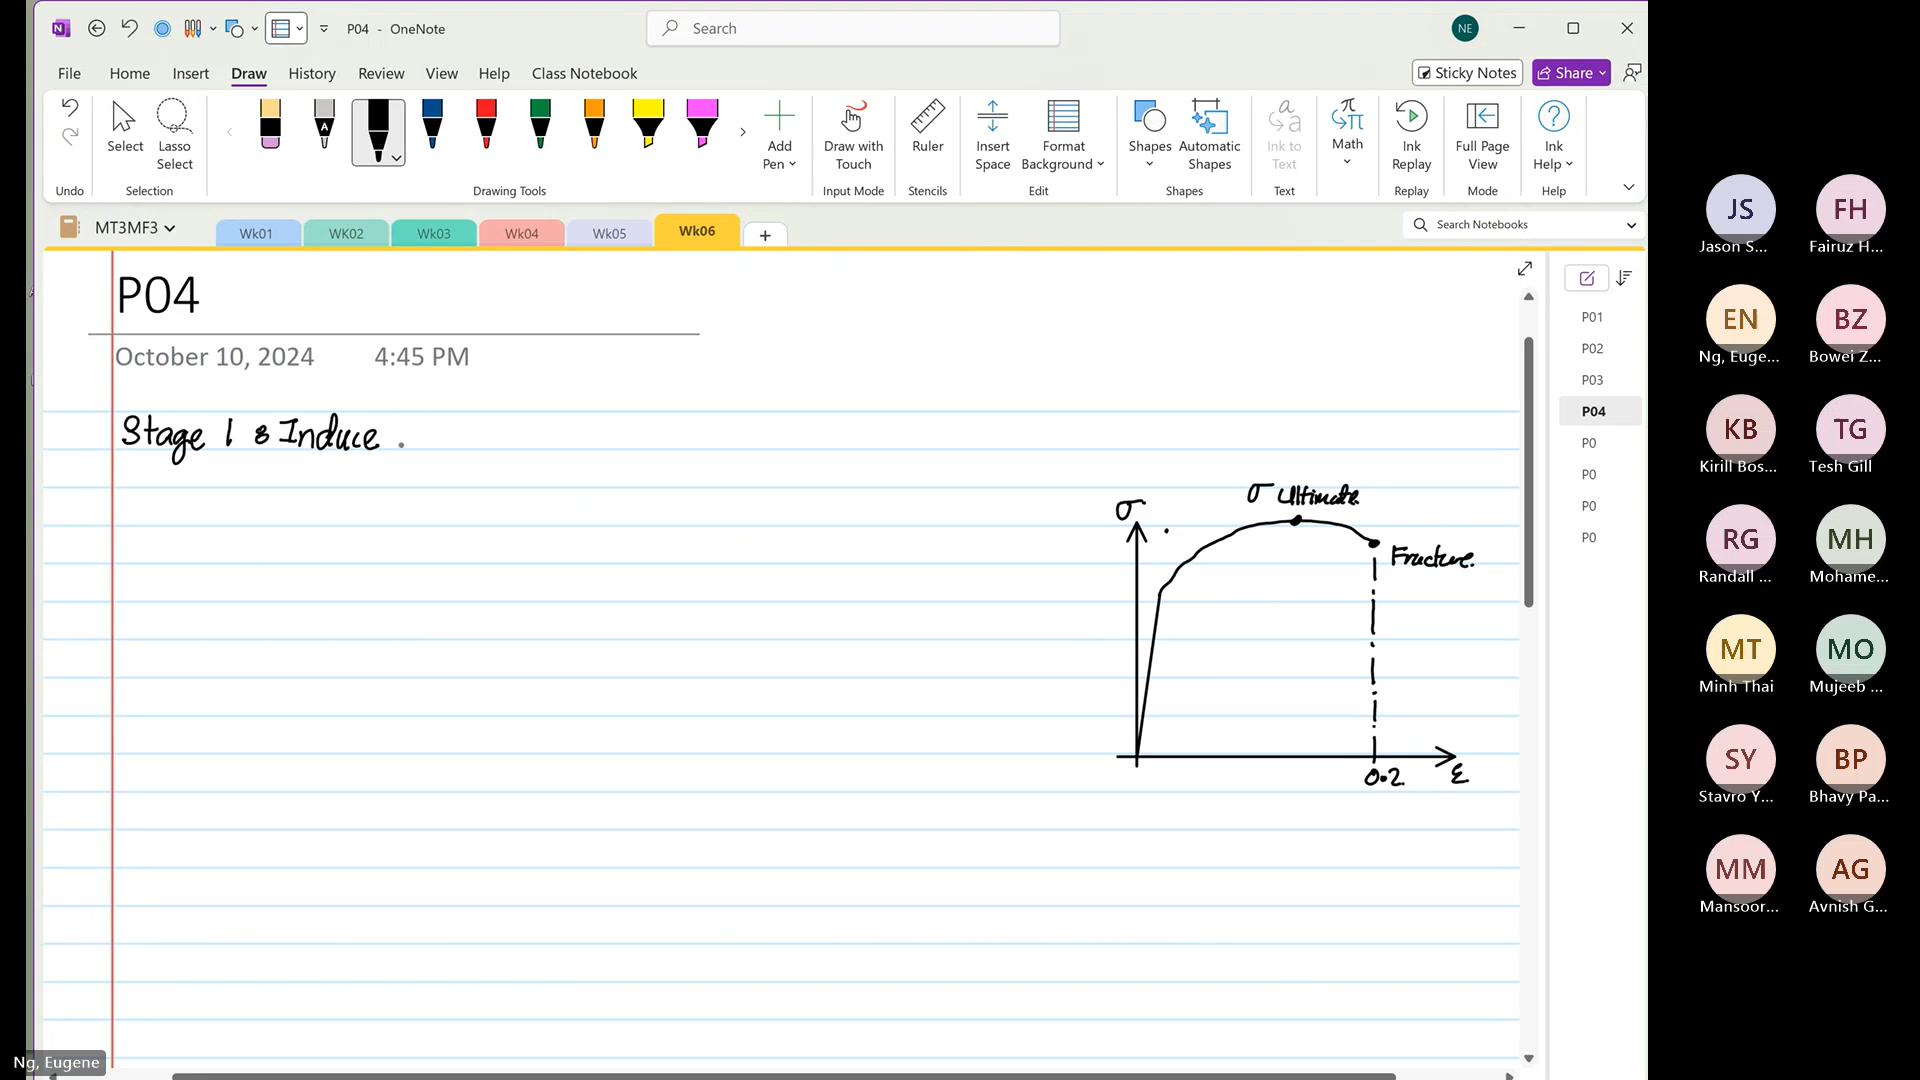 P04 - OneNote
Search
NE
File Home Insert Draw History Review View Help Class Notebook
Sticky Notes
Share
Select
Lasso Select
Add Pen
Draw with Touch
Ruler
Insert Space
Format Background
Shapes
Automatic Shapes
Ink to Text
Math
Ink Replay
Full Page View
Ink Help
Undo
Selection
Drawing Tools
Input Mode
Stencils
Edit
Shapes
Text
Replay
Mode
Help
MT3MF3
Wk01
WK02
Wk03
Wk04
Wk05
Wk06
Search Notebooks
P04
October 10, 2024 4:45 PM
Stage 1 : Induce
σ
σ Ultimate
Fracture
0.2
ε
P01
P02
P03
P04
P0
P0
P0
P0
JS
Jason S...
FH
Fairuz H...
EN
Ng, Euge...
BZ
Bowei Z...
KB
Kirill Bos...
TG
Tesh Gill
RG
Randall ...
MH
Mohame...
MT
Minh Thai
MO
Mujeeb ...
SY
Stavro Y...
BP
Bhavy Pa...
MM
Mansoor...
AG
Avnish G...
Ng, Eugene